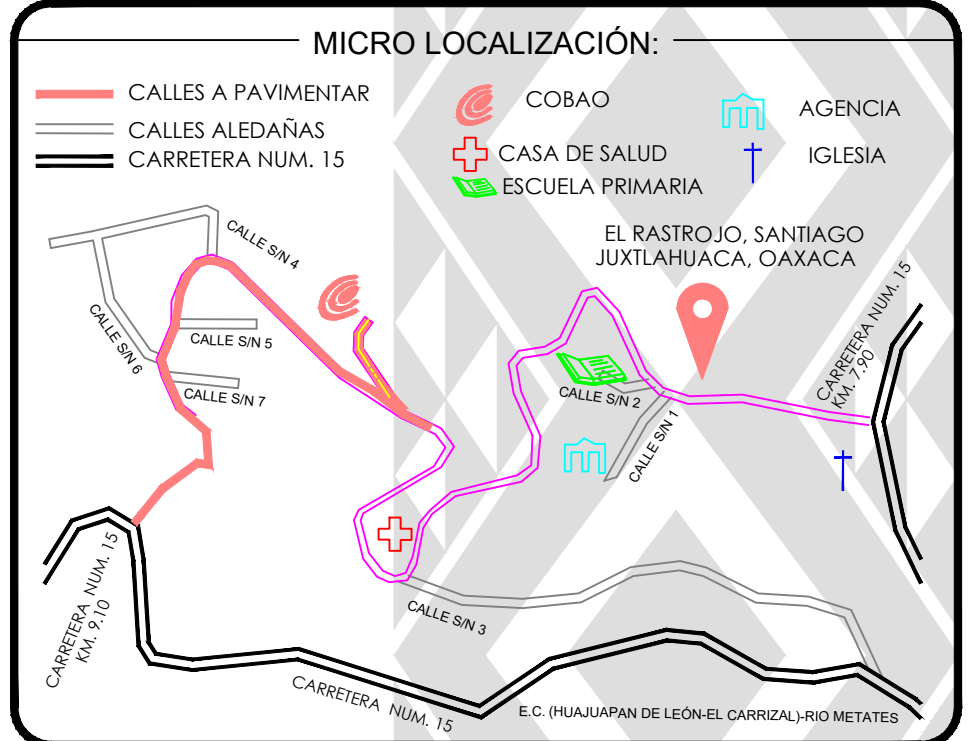 MICRO LOCALIZACIÓN:
CALLES A PAVIMENTAR
CALLES ALEDAÑAS
CARRETERA NUM. 15
COBAO
CASA DE SALUD
ESCUELA PRIMARIA
AGENCIA
IGLESIA
EL RASTROJO, SANTIAGO
JUXTLAHUACA, OAXACA
CALLE S/N 4
CALLE S/N 5
CALLE S/N 6
CALLE S/N 7
CALLE S/N 2
CALLE S/N 1
CARRETERA NUM. 15
KM. 7.90
CARRETERA NUM. 15
KM. 9.10
CALLE S/N 3
CARRETERA NUM. 15
E.C. (HUAJUAPAN DE LEÓN-EL CARRIZAL)-RIO METATES